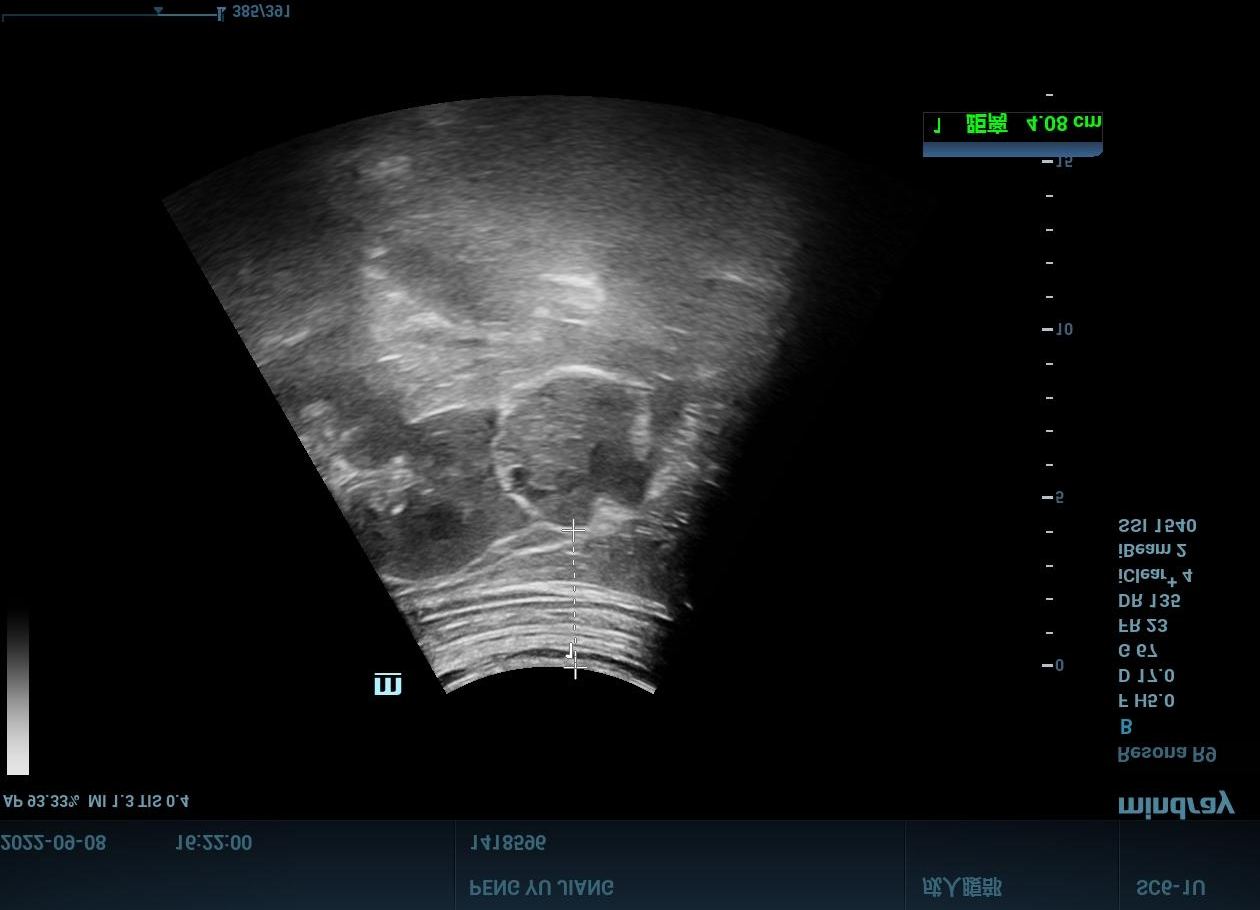 PENG YU JIANG
成人腹部
SC6-1U
2022-09-08
16:22:00
1418596
AP 93.33% MI 1.3 TIS 0.4
mindray
Resona R9
B
F H5.0
D 17.0
G 67
FR 23
DR 135
iClear+ 4
iBeam 2
SSI 1540
m
1
0
5
10
15
1 距离 4.08 cm
385/391